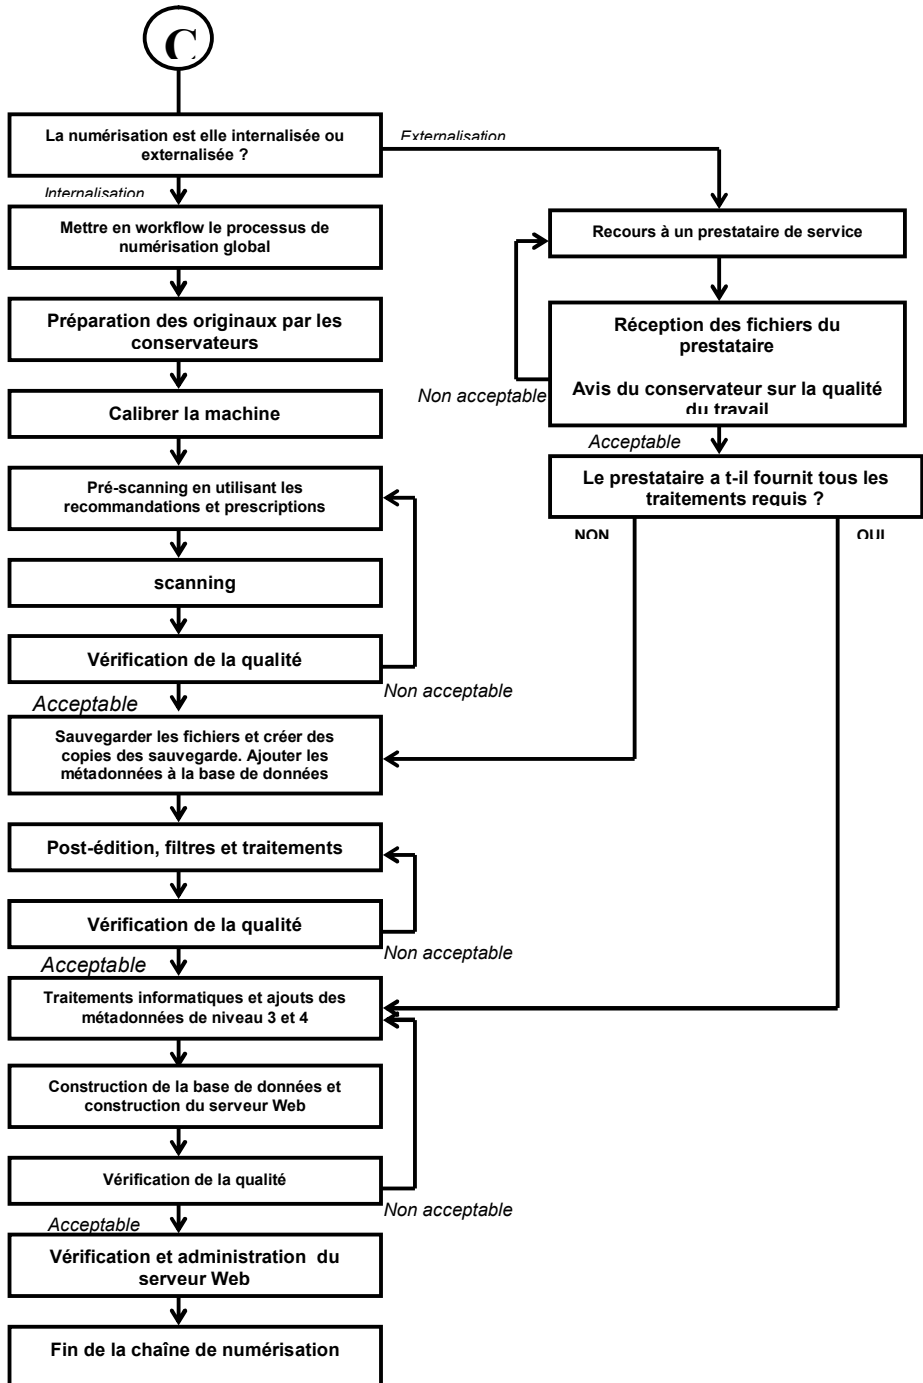 C
La numérisation est elle internalisée ou
externalisée ?
Externalisation
Internalisation
Mettre en workflow le processus de
numérisation global
Recours à un prestataire de service
Préparation des originaux par les
conservateurs
Réception des fichiers du
prestataire
Avis du conservateur sur la qualité
du travail
Non acceptable
Calibrer la machine
Acceptable
Le prestataire a t-il fournit tous les
traitements requis ?
Pré-scanning en utilisant les
recommandations et prescriptions
NON
OUI
scanning
Vérification de la qualité
Non acceptable
Acceptable
Sauvegarder les fichiers et créer des
copies des sauvegarde. Ajouter les
métadonnées à la base de données
Post-édition, filtres et traitements
Vérification de la qualité
Non acceptable
Acceptable
Traitements informatiques et ajouts des
métadonnées de niveau 3 et 4
Construction de la base de données et
construction du serveur Web
Vérification de la qualité
Non acceptable
Acceptable
Vérification et administration du
serveur Web
Fin de la chaîne de numérisation